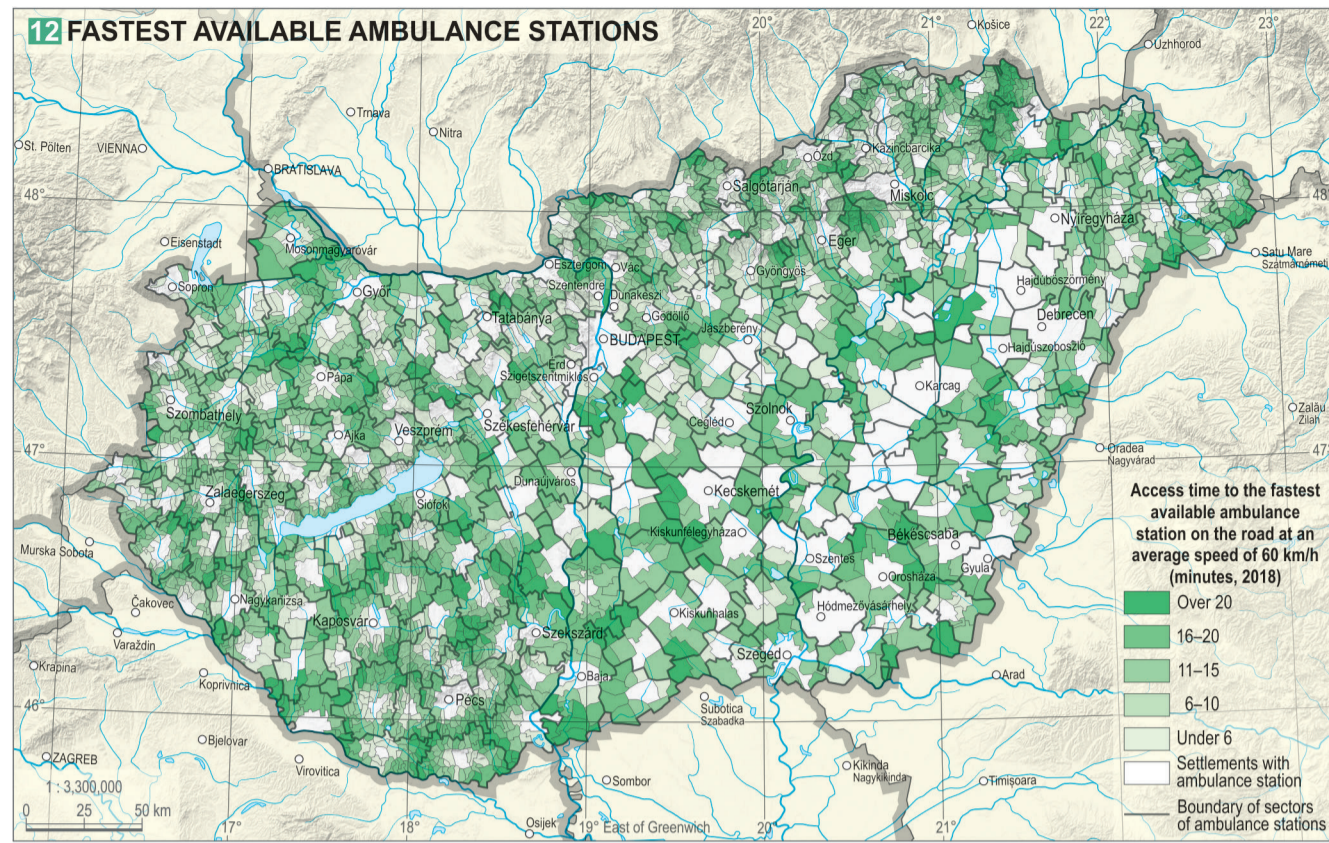 12 FASTEST AVAILABLE AMBULANCE STATIONS
20°
21°
22°
23°
Košice
Uzhhorod
Trnava
Nitra
St. Pölten
VIENNA
BRATISLAVA
Ózd
Kazincbarcika
Salgótarján
Miskolc
48°
48°
Nyíregyháza
Eisenstadt
Mosonmagyaróvár
Eger
Satu Mare
Szatmárnémeti
Sopron
Győr
Esztergom
Vác
Gyöngyös
Szentendre
Dunakeszi
Hajdúböszörmény
Tatabánya
Gödöllő
Debrecen
BUDAPEST
Jászberény
Hajdúszoboszló
Érd
Szigetszentmiklós
Pápa
Karcag
Szombathely
Szolnok
Zalău
Zilah
Székesfehérvár
Cegléd
Ajka
Veszprém
47°
47°
Oradea
Nagyvárad
Dunaújváros
Zalaegerszeg
Siófok
Kecskemét
Kiskunfélegyháza
Békéscsaba
Murska Sobota
Szentes
Gyula
Orosháza
Čakovec
Nagykanizsa
Kaposvár
Kiskunhalas
Hódmezővásárhely
Varaždin
Szekszárd
Szeged
Krapina
Koprivnica
Baja
Arad
Pécs
46°
Subotica
Szabadka
Bjelovar
ZAGREB
Virovitica
Sombor
Kikinda
Nagykikinda
Timişoara
1 : 3,300,000
0 25 50 km
Osijek
17°
18°
19° East of Greenwich
20°
21°
Access time to the fastest
available ambulance
station on the road at an
average speed of 60 km/h
(minutes, 2018)
Over 20
16–20
11–15
6–10
Under 6
Settlements with
ambulance station
Boundary of sectors
of ambulance stations